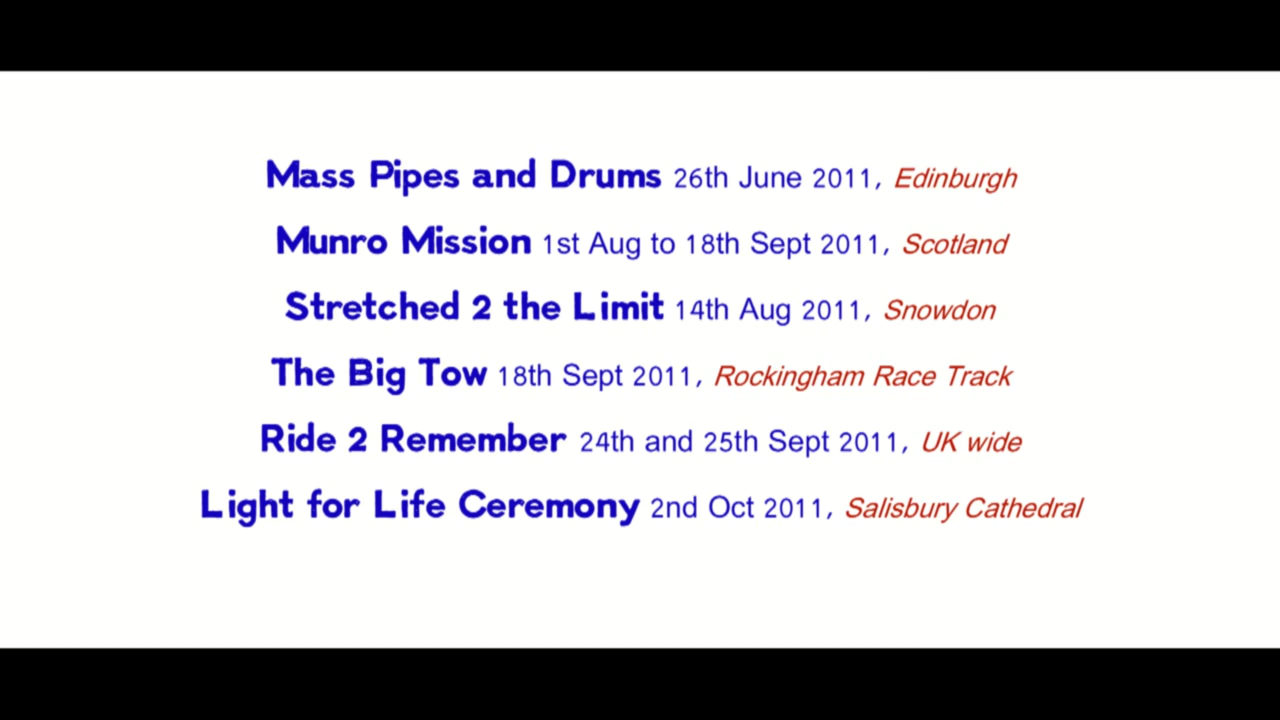 Mass Pipes and Drums 26th June 2011, Edinburgh
Munro Mission 1st Aug to 18th Sept 2011, Scotland
Stretched 2 the Limit 14th Aug 2011, Snowdon
The Big Tow 18th Sept 2011, Rockingham Race Track
Ride 2 Remember 24th and 25th Sept 2011, UK wide
Light for Life Ceremony 2nd Oct 2011, Salisbury Cathedral